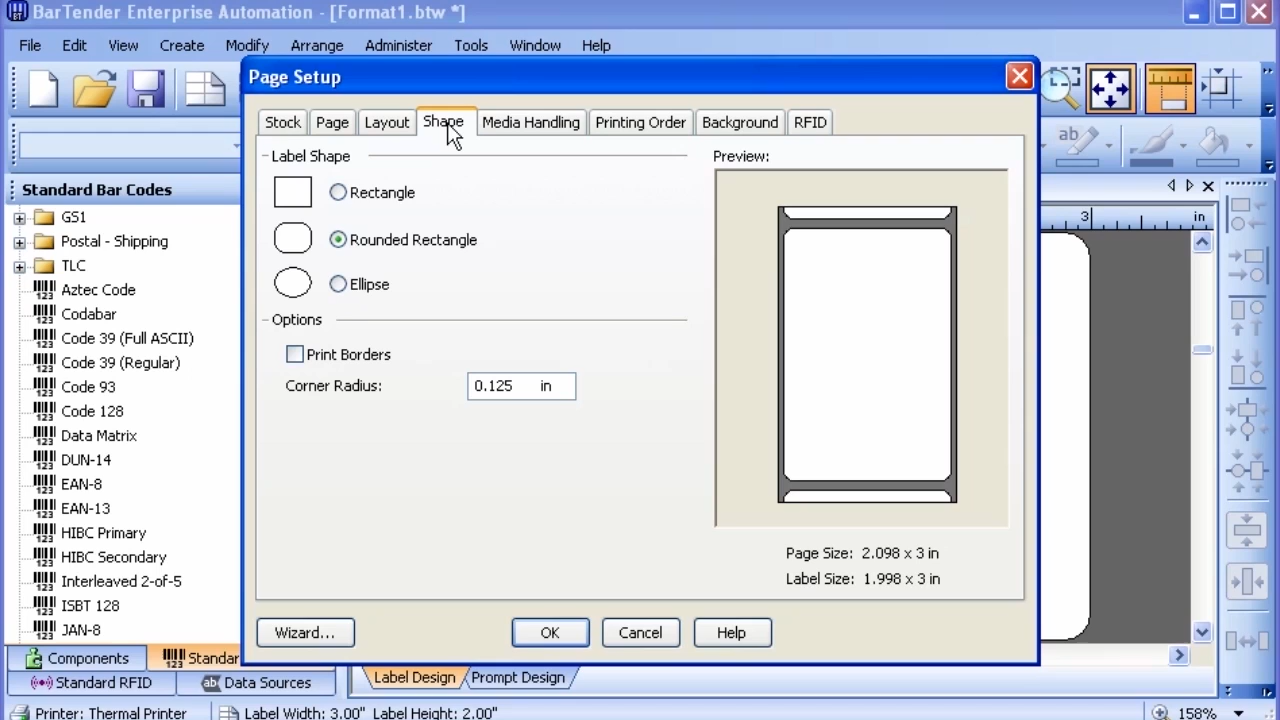 BarTender Enterprise Automation - [Format1.btw *]
File Edit View Create Modify Arrange Administer Tools Window Help
Page Setup
Stock Page Layout Shape Media Handling Printing Order Background RFID
Label Shape
Rectangle
Rounded Rectangle
Ellipse
Options
Print Borders
Corner Radius: 0.125 in
Preview:
Page Size: 2.098 x 3 in
Label Size: 1.998 x 3 in
Wizard... OK Cancel Help
Standard Bar Codes
GS1
Postal - Shipping
TLC
Aztec Code
Codabar
Code 39 (Full ASCII)
Code 39 (Regular)
Code 93
Code 128
Data Matrix
DUN-14
EAN-8
EAN-13
HIBC Primary
HIBC Secondary
Interleaved 2-of-5
ISBT 128
JAN-8
3 in
ab
Components Standar
Standard RFID ab Data Sources
Label Design Prompt Design
Printer: Thermal Printer Label Width: 3.00" Label Height: 2.00" 158%